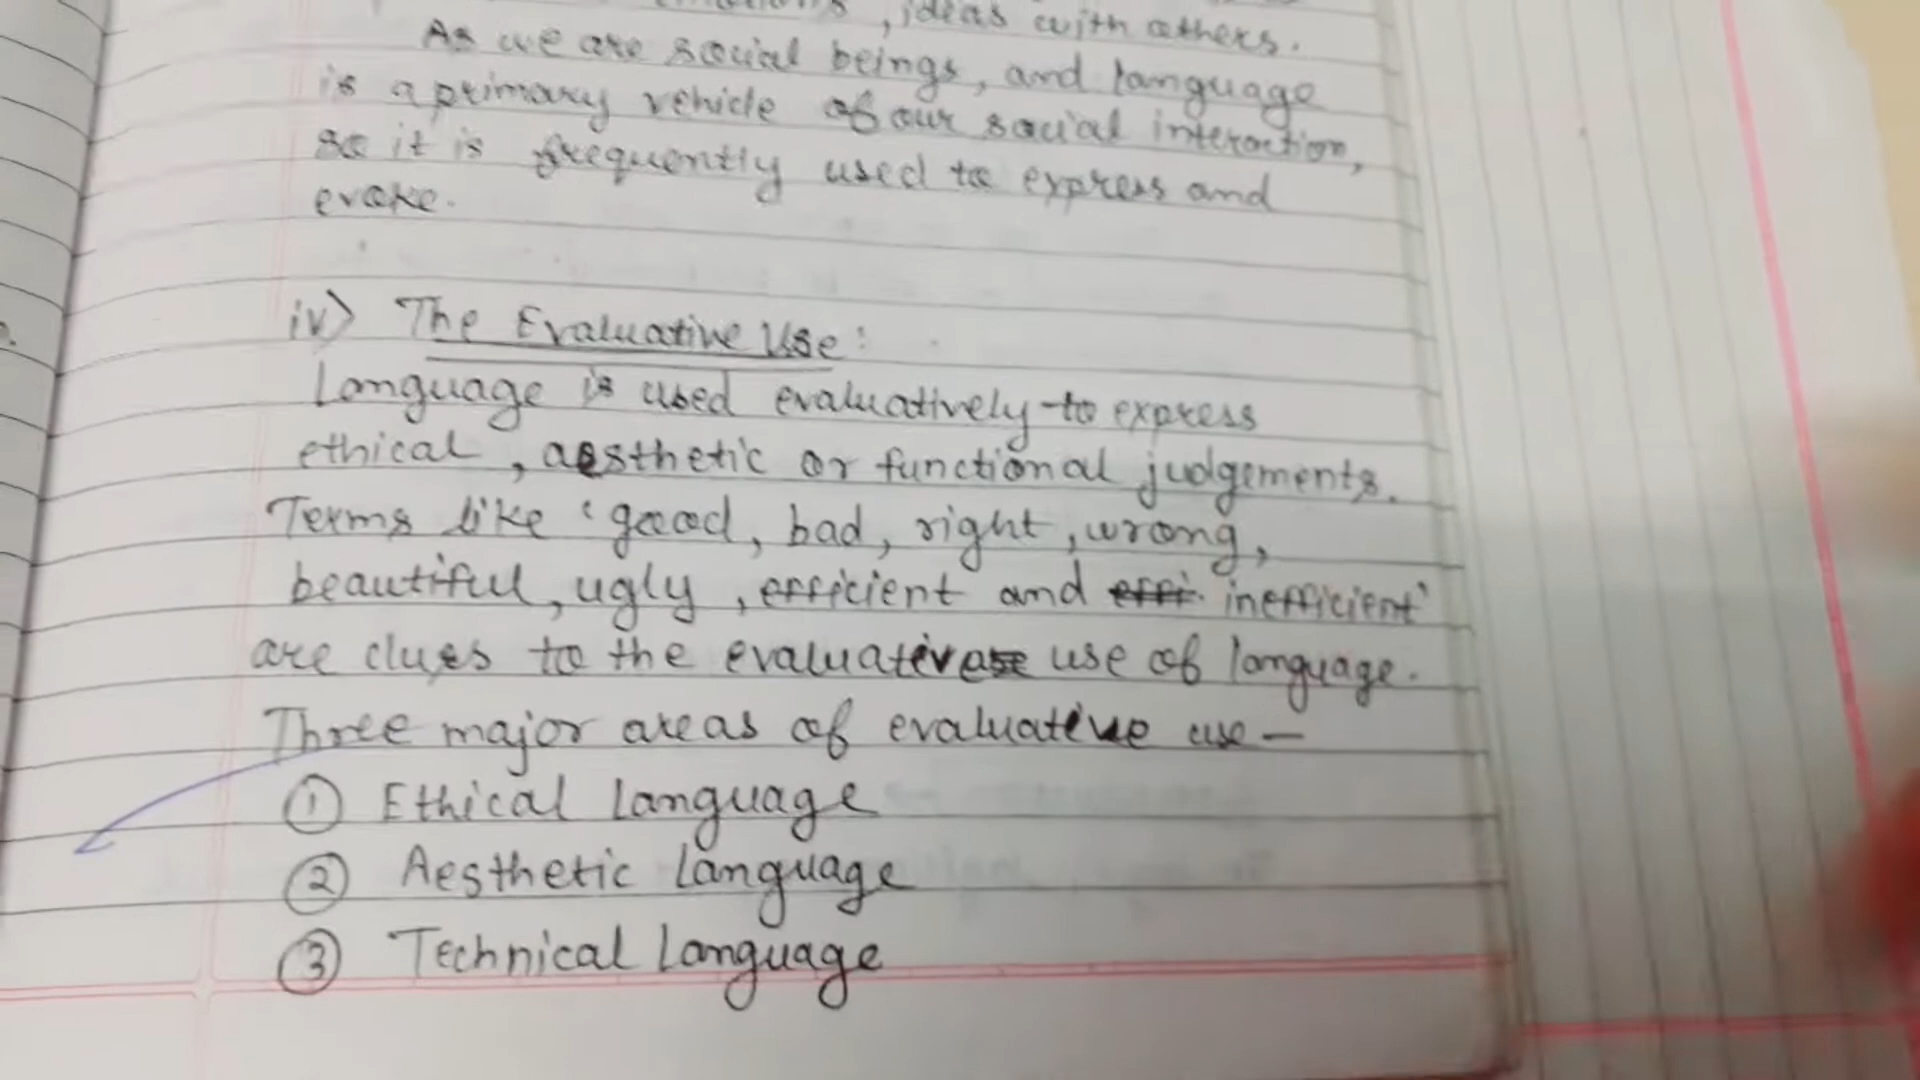 , ideas with others.
As we are social beings, and language
is a primary vehicle of our social interaction,
so it is frequently used to express and
evoke.
iv) The Evaluative Use:
Language is used evaluatively to express
ethical, aesthetic or functional judgements.
Terms like 'good, bad, right, wrong,
beautiful, ugly, efficient and effi. inefficient'
are clues to the evaluative use of language.
Three major areas of evaluative use —
① Ethical Language
② Aesthetic Language
③ Technical Language